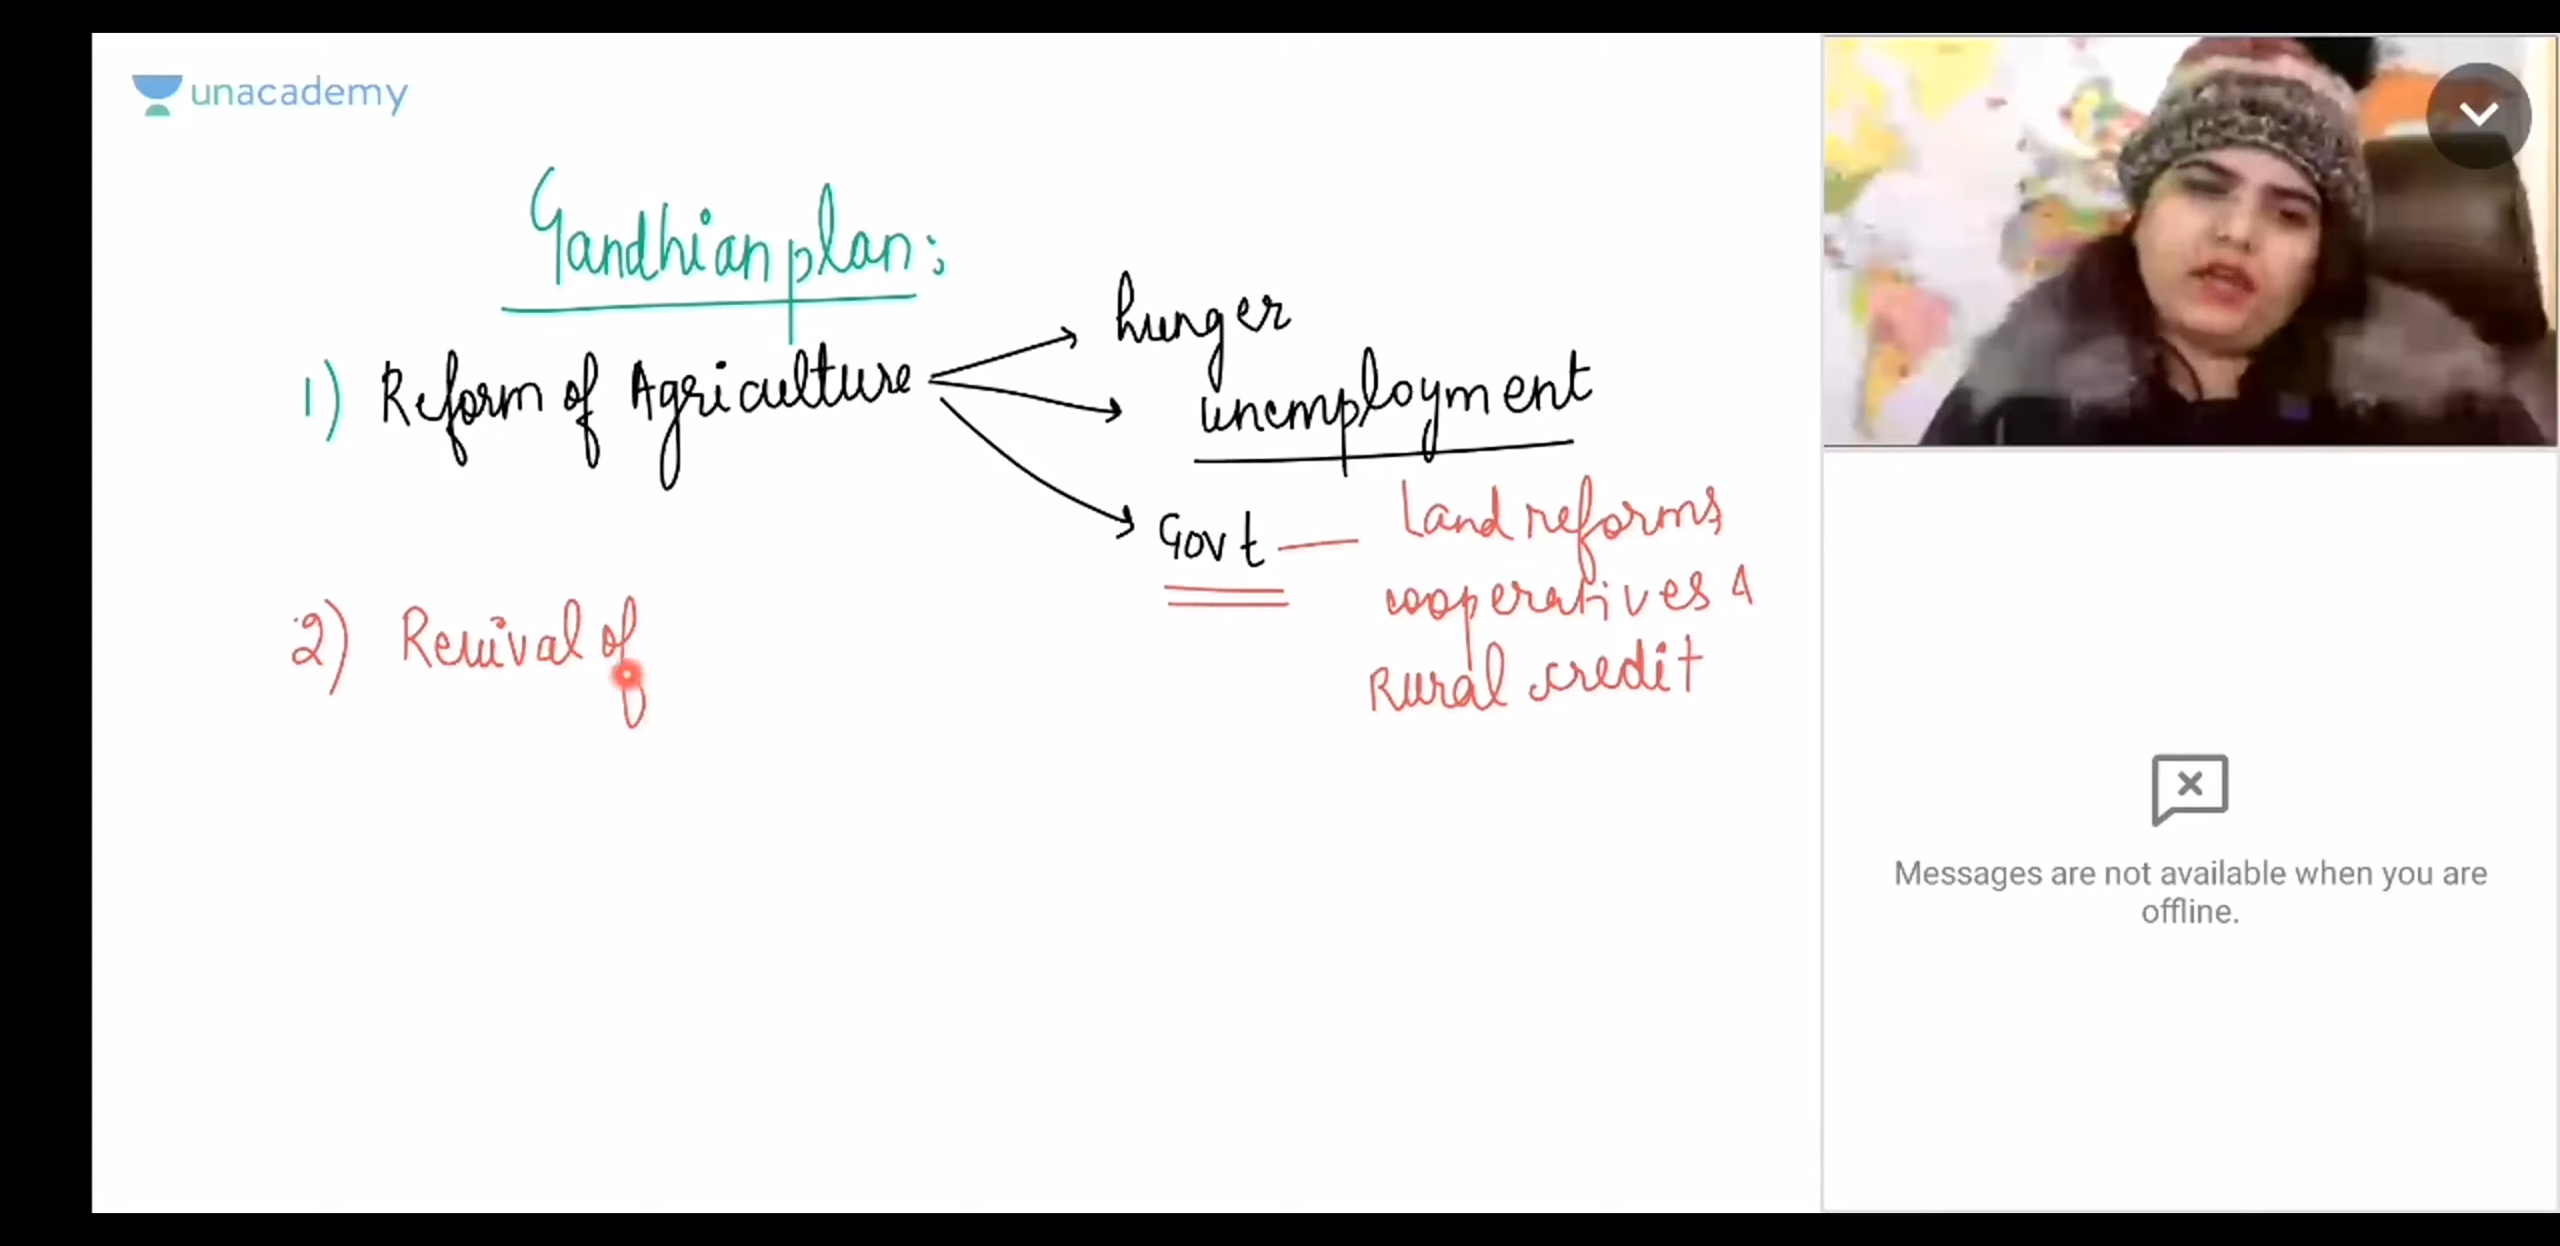 unacademy
Gandhian plan:
1) Reform of Agriculture
hunger
unemployment
Govt — Land reforms,
cooperatives &
Rural credit
2) Revival of
Messages are not available when you are
offline.